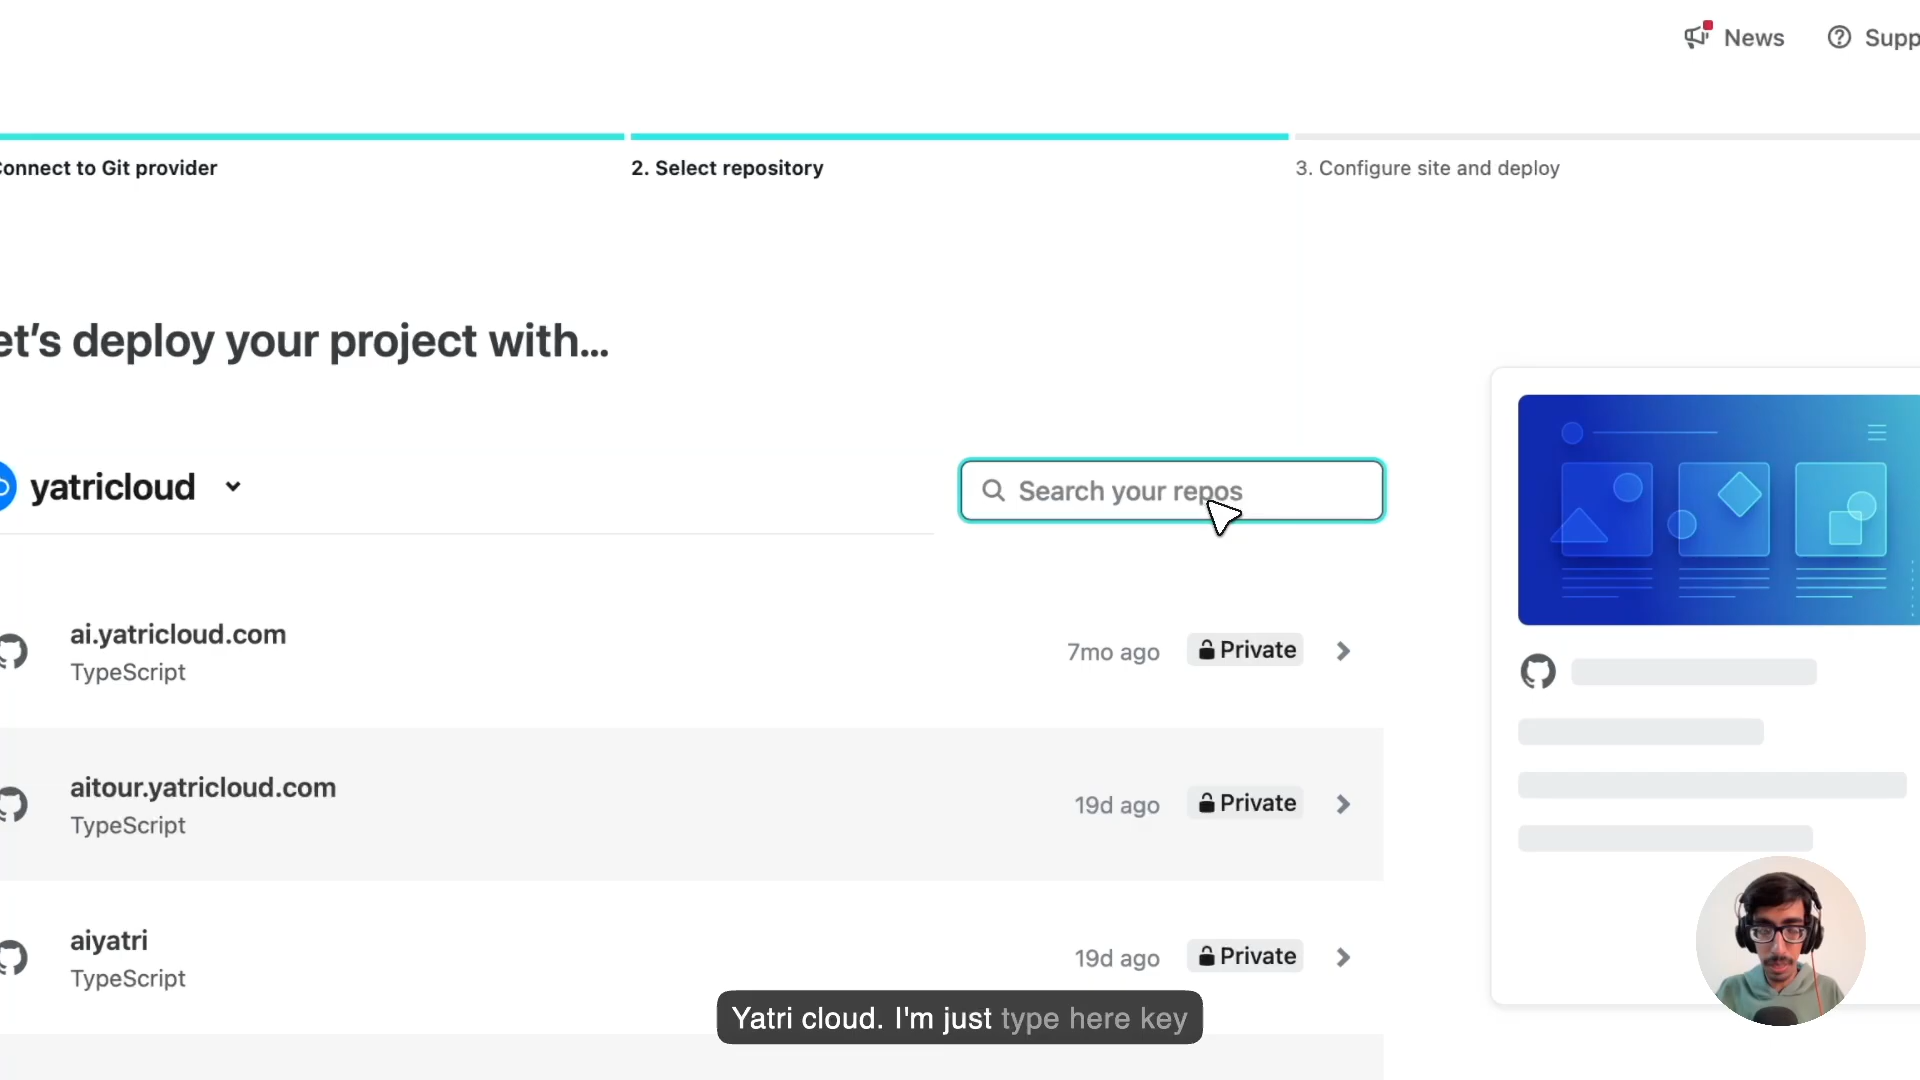 News
Supp
onnect to Git provider
2. Select repository
3. Configure site and deploy
et’s deploy your project with...
yatricloud
Search your repos
ai.yatricloud.com
TypeScript
7mo ago
Private
aitour.yatricloud.com
TypeScript
19d ago
Private
aiyatri
TypeScript
19d ago
Private
Yatri cloud. I'm just type here key